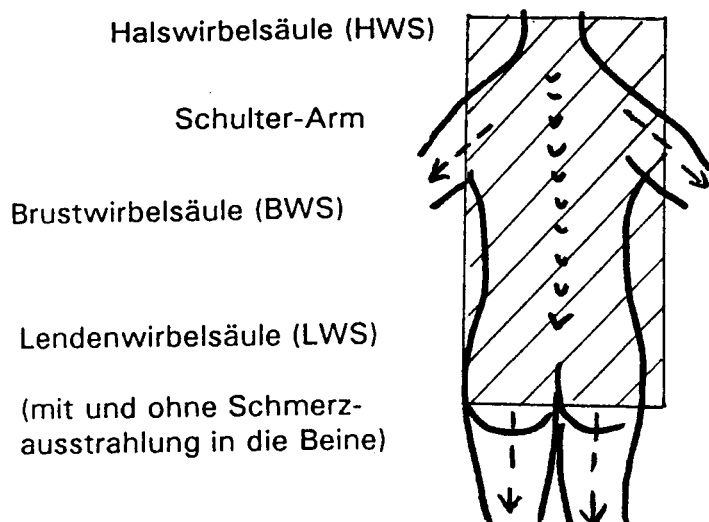 Halswirbelsäule (HWS)
Schulter-Arm
Brustwirbelsäule (BWS)
Lendenwirbelsäule (LWS)
(mit und ohne Schmerz-
ausstrahlung in die Beine)